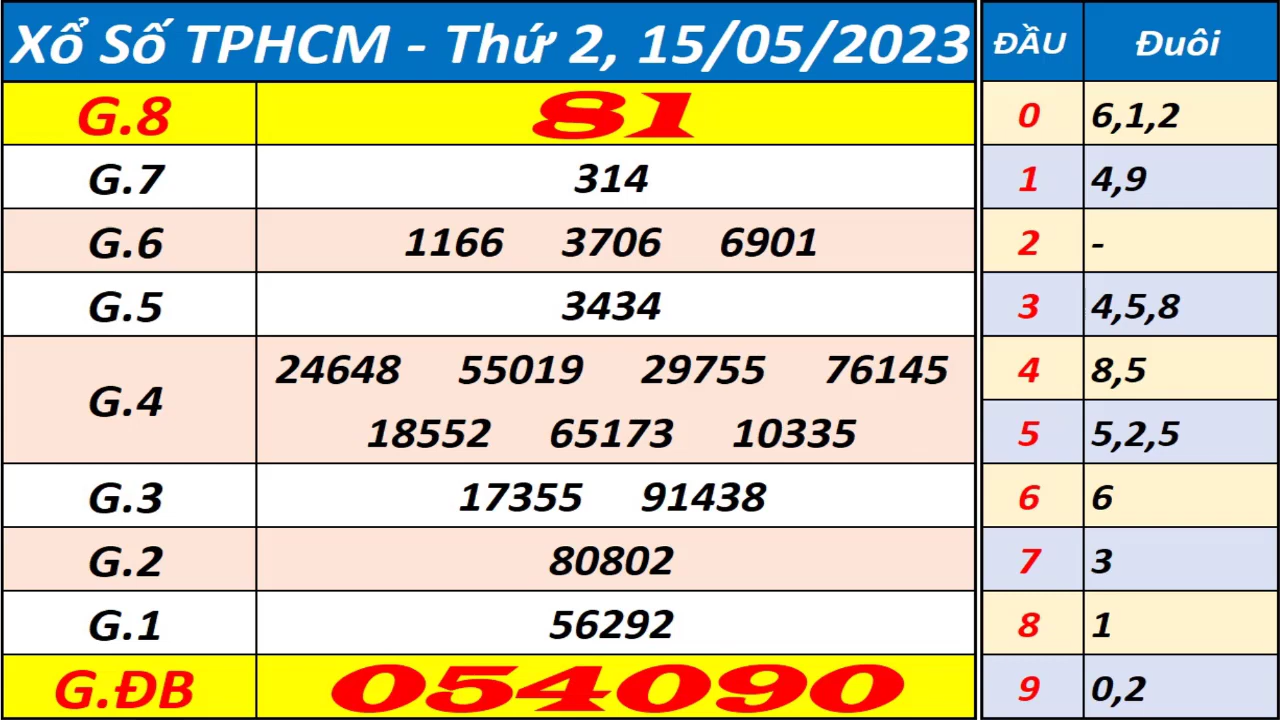 Xổ Số TPHCM - Thứ 2, 15/05/2023
G.8 81
G.7 314
G.6 1166 3706 6901
G.5 3434
G.4 24648 55019 29755 76145
18552 65173 10335
G.3 17355 91438
G.2 80802
G.1 56292
G.ĐB 054090
ĐẦU Đuôi
0 6,1,2
1 4,9
2 -
3 4,5,8
4 8,5
5 5,2,5
6 6
7 3
8 1
9 0,2